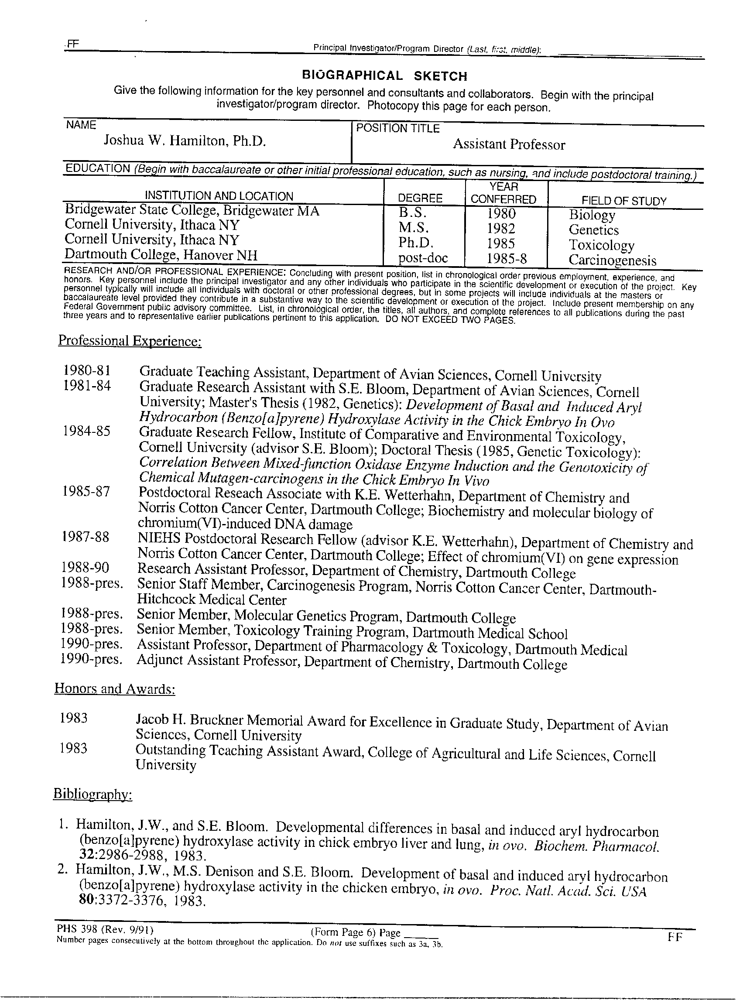 FF
Principal Investigator/Program Director (Last, first, middle):
BIOGRAPHICAL SKETCH
Give the following information for the key personnel and consultants and collaborators. Begin with the principal
investigator/program director. Photocopy this page for each person.
NAME
POSITION TITLE
Joshua W. Hamilton, Ph.D.
Assistant Professor
EDUCATION (Begin with baccalaureate or other initial professional education, such as nursing, and include postdoctoral training.)
INSTITUTION AND LOCATION DEGREE YEAR CONFERRED FIELD OF STUDY
Bridgewater State College, Bridgewater MA B.S. 1980 Biology
Cornell University, Ithaca NY M.S. 1982 Genetics
Cornell University, Ithaca NY Ph.D. 1985 Toxicology
Dartmouth College, Hanover NH post-doc 1985-8 Carcinogenesis
RESEARCH AND/OR PROFESSIONAL EXPERIENCE: Concluding with present position, list in chronological order previous employment, experience, and
honors. Key personnel include the principal investigator and any other individuals who participate in the scientific development or execution of the project. Key
personnel typically will include all individuals with doctoral or other professional degrees, but in some projects will include individuals at the masters or
baccalaureate level provided they contribute in a substantive way to the scientific development or execution of the project. Include present membership on any
Federal Government public advisory committee. List, in chronological order, the titles, all authors, and complete references to all publications during the past
three years and to representative earlier publications pertinent to this application. DO NOT EXCEED TWO PAGES.
Professional Experience:
1980-81 Graduate Teaching Assistant, Department of Avian Sciences, Cornell University
1981-84 Graduate Research Assistant with S.E. Bloom, Department of Avian Sciences, Cornell
University; Master's Thesis (1982, Genetics): Development of Basal and Induced Aryl
Hydrocarbon (Benzo[a]pyrene) Hydroxylase Activity in the Chick Embryo In Ovo
1984-85 Graduate Research Fellow, Institute of Comparative and Environmental Toxicology,
Cornell University (advisor S.E. Bloom); Doctoral Thesis (1985, Genetic Toxicology):
Correlation Between Mixed-function Oxidase Enzyme Induction and the Genotoxicity of
Chemical Mutagen-carcinogens in the Chick Embryo In Vivo
1985-87 Postdoctoral Reseach Associate with K.E. Wetterhahn, Department of Chemistry and
Norris Cotton Cancer Center, Dartmouth College; Biochemistry and molecular biology of
chromium(VI)-induced DNA damage
1987-88 NIEHS Postdoctoral Research Fellow (advisor K.E. Wetterhahn), Department of Chemistry and
Norris Cotton Cancer Center, Dartmouth College; Effect of chromium(VI) on gene expression
1988-90 Research Assistant Professor, Department of Chemistry, Dartmouth College
1988-pres. Senior Staff Member, Carcinogenesis Program, Norris Cotton Cancer Center, Dartmouth-
Hitchcock Medical Center
1988-pres. Senior Member, Molecular Genetics Program, Dartmouth College
1988-pres. Senior Member, Toxicology Training Program, Dartmouth Medical School
1990-pres. Assistant Professor, Department of Pharmacology & Toxicology, Dartmouth Medical
1990-pres. Adjunct Assistant Professor, Department of Chemistry, Dartmouth College
Honors and Awards:
1983 Jacob H. Bruckner Memorial Award for Excellence in Graduate Study, Department of Avian
Sciences, Cornell University
1983 Outstanding Teaching Assistant Award, College of Agricultural and Life Sciences, Cornell
University
Bibliography:
1. Hamilton, J.W., and S.E. Bloom. Developmental differences in basal and induced aryl hydrocarbon
(benzo[a]pyrene) hydroxylase activity in chick embryo liver and lung, in ovo. Biochem. Pharmacol.
32:2986-2988, 1983.
2. Hamilton, J.W., M.S. Denison and S.E. Bloom. Development of basal and induced aryl hydrocarbon
(benzo[a]pyrene) hydroxylase activity in the chicken embryo, in ovo. Proc. Natl. Acad. Sci. USA
80:3372-3376, 1983.
PHS 398 (Rev. 9/91) (Form Page 6) Page FF
Number pages consecutively at the bottom throughout the application. Do not use suffixes such as 3a, 3b.